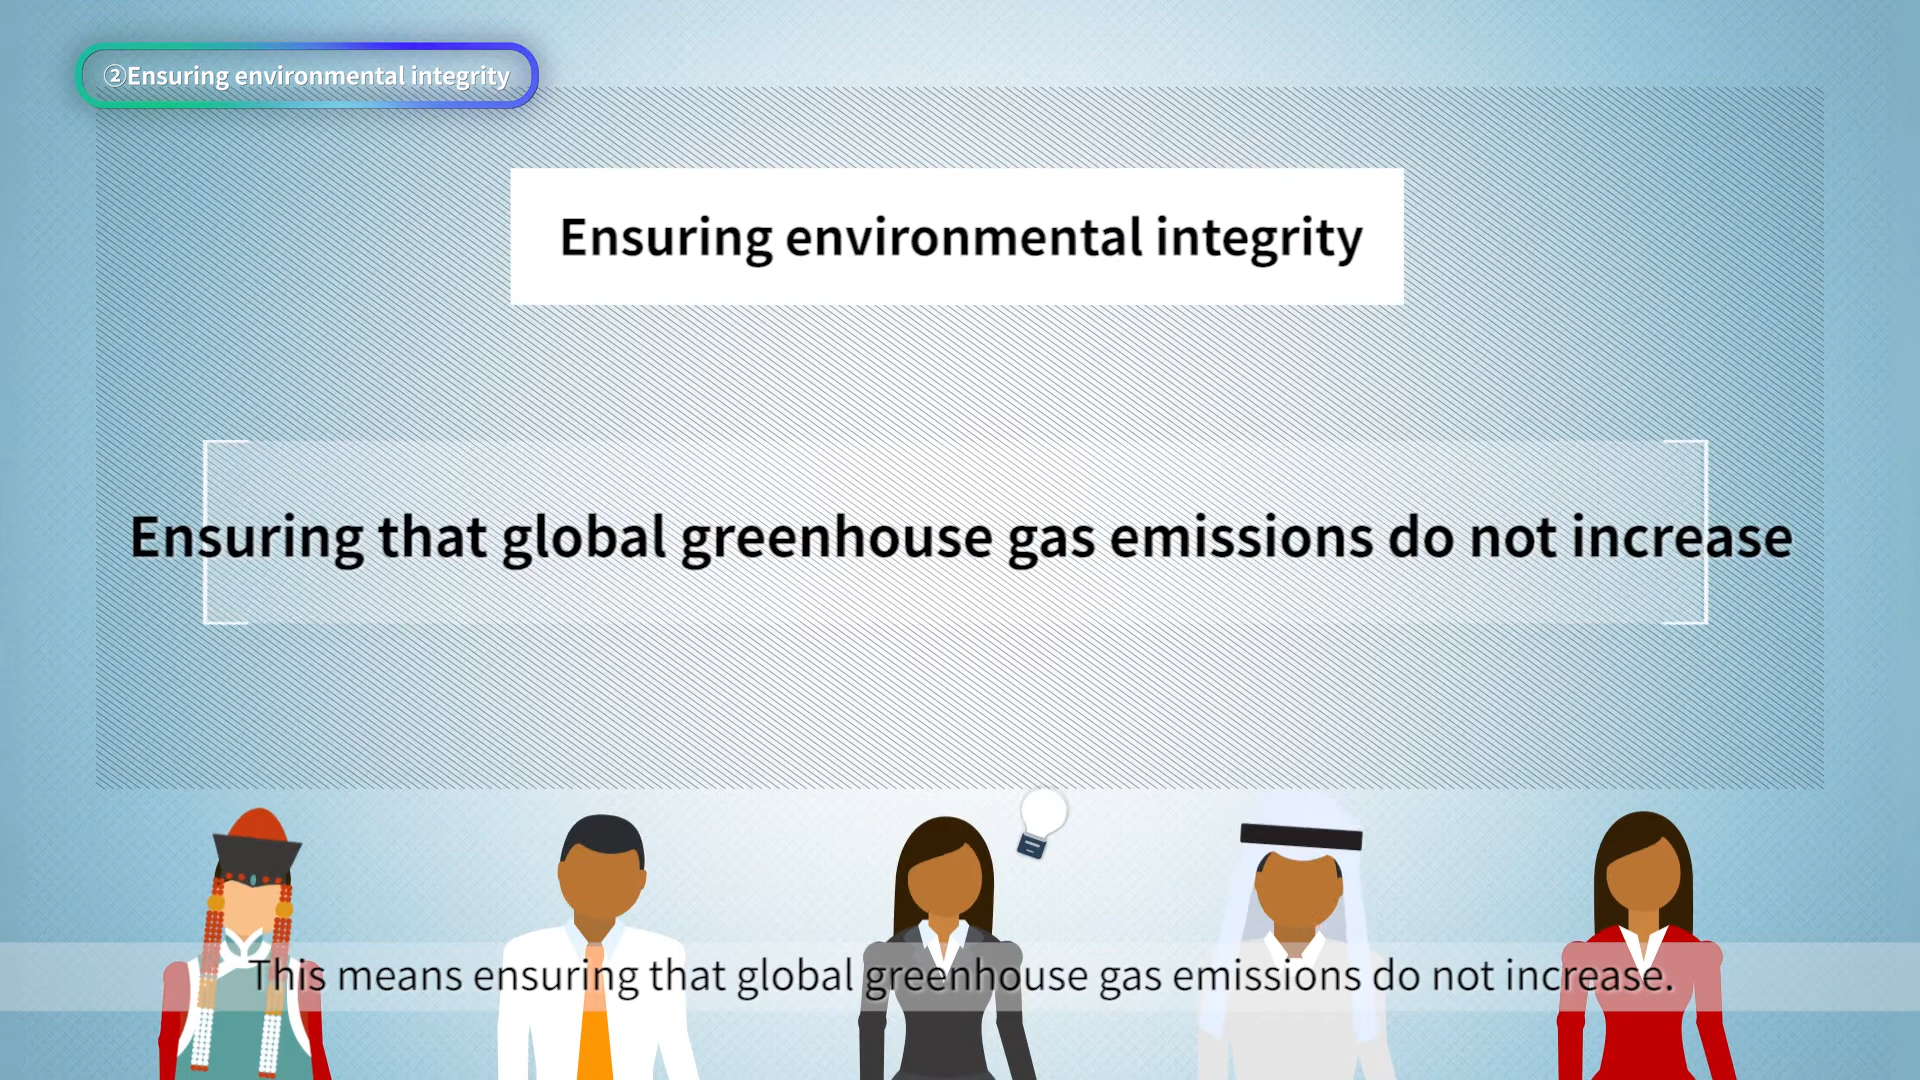 ②Ensuring environmental integrity
Ensuring environmental integrity
Ensuring that global greenhouse gas emissions do not increase
This means ensuring that global greenhouse gas emissions do not increase.